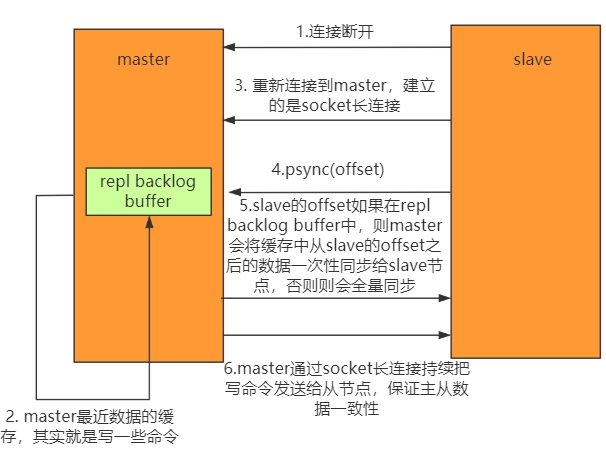 1.连接断开
master
slave
3. 重新连接到master，建立
的是socket长连接
4.psync(offset)
repl backlog
buffer
5.slave的offset如果在repl
backlog buffer中，则master
会将缓存中从slave的offset之
后的数据一次性同步给slave节
点，否则则会全量同步
6.master通过socket长连接持续把
写命令发送给从节点，保证主从数
据一致性
2. master最近数据的缓
存，其实就是写一些命令